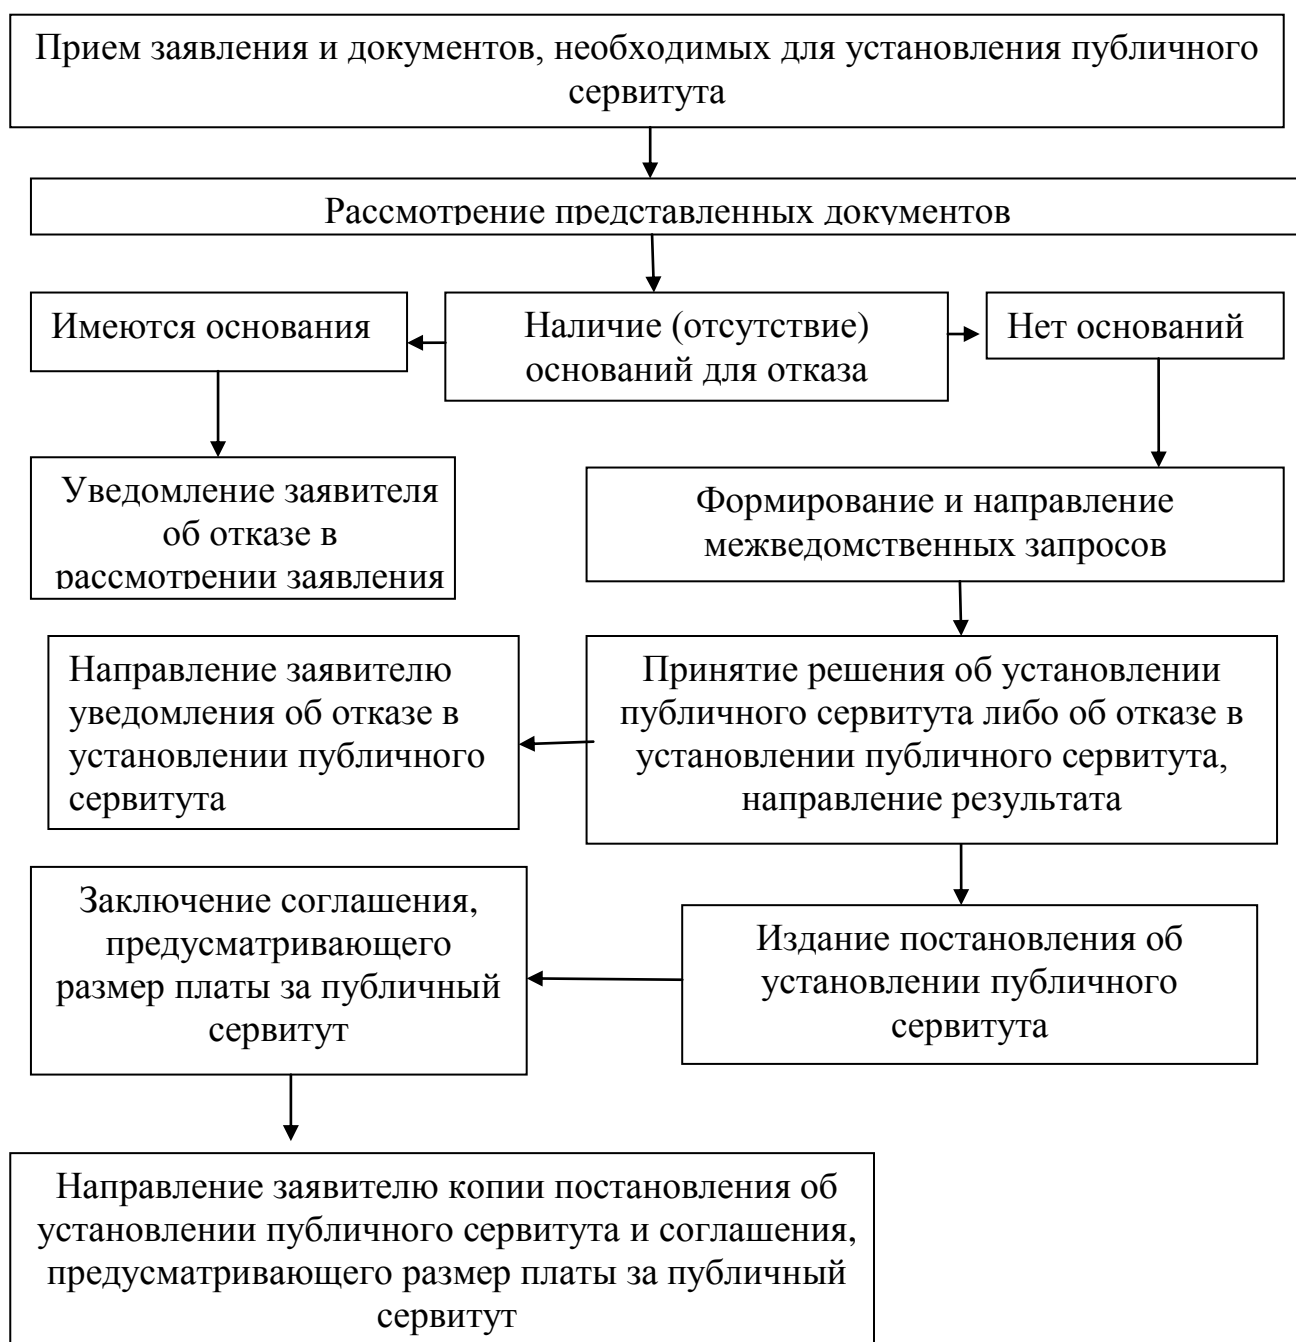 Прием заявления и документов, необходимых для установления публичного
сервитута
Рассмотрение представленных документов
Имеются основания
Наличие (отсутствие)
оснований для отказа
Нет оснований
Уведомление заявителя
об отказе в
рассмотрении заявления
Формирование и направление
межведомственных запросов
Направление заявителю
уведомления об отказе в
установлении публичного
сервитута
Принятие решения об установлении
публичного сервитута либо об отказе в
установлении публичного сервитута,
направление результата
Заключение соглашения,
предусматривающего
размер платы за публичный
сервитут
Издание постановления об
установлении публичного
сервитута
Направление заявителю копии постановления об
установлении публичного сервитута и соглашения,
предусматривающего размер платы за публичный
сервитут